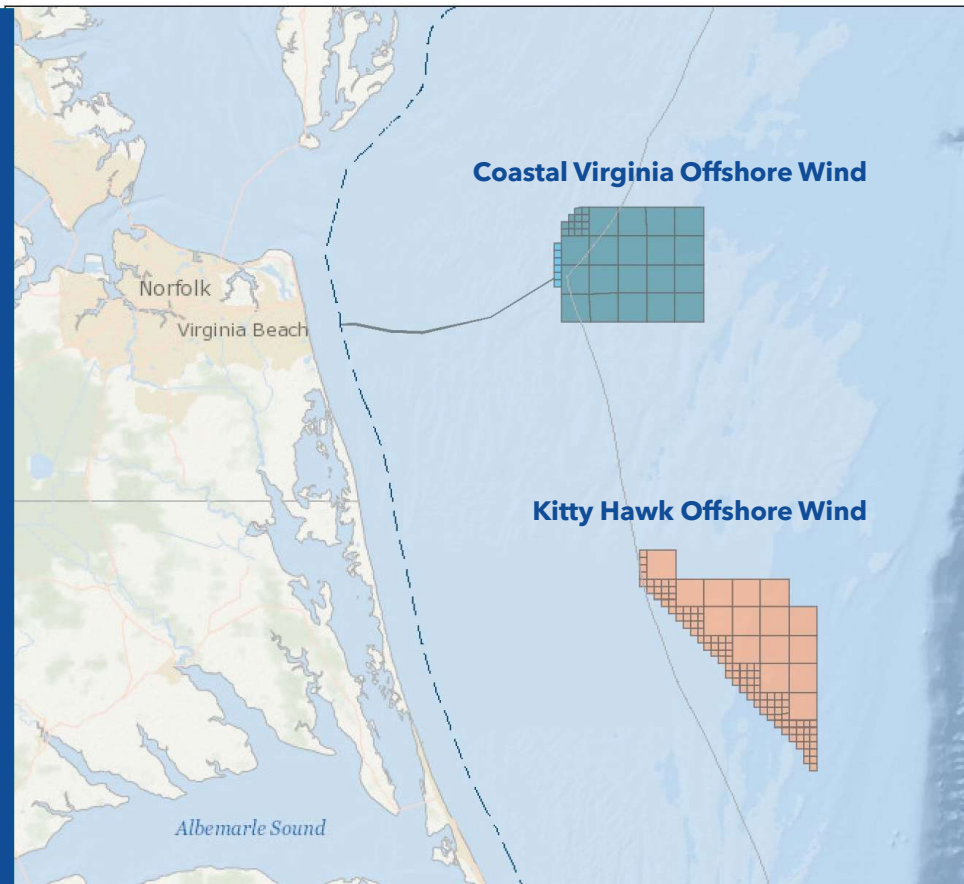 Coastal Virginia Offshore Wind
Norfolk
Virginia Beach
Kitty Hawk Offshore Wind
Albemarle Sound